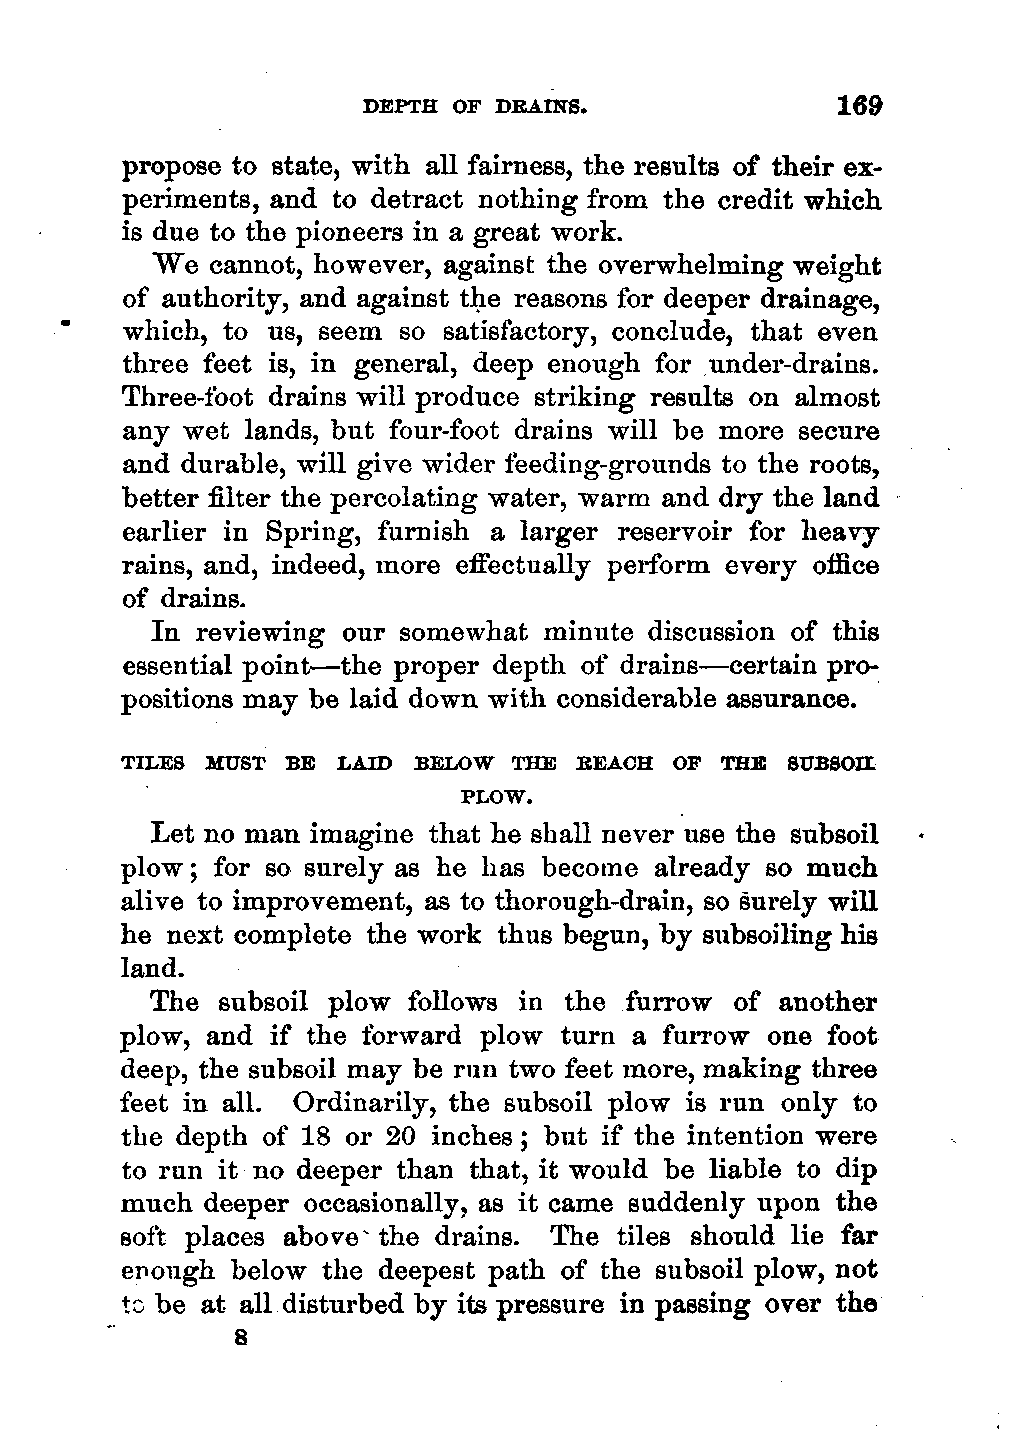 DEPTH OF DRAINS. 169
propose to state, with all fairness, the results of their ex-
periments, and to detract nothing from the credit which
is due to the pioneers in a great work.
We cannot, however, against the overwhelming weight
of authority, and against the reasons for deeper drainage,
which, to us, seem so satisfactory, conclude, that even
three feet is, in general, deep enough for under-drains.
Three-foot drains will produce striking results on almost
any wet lands, but four-foot drains will be more secure
and durable, will give wider feeding-grounds to the roots,
better filter the percolating water, warm and dry the land
earlier in Spring, furnish a larger reservoir for heavy
rains, and, indeed, more effectually perform every office
of drains.
In reviewing our somewhat minute discussion of this
essential point—the proper depth of drains—certain pro-
positions may be laid down with considerable assurance.
TILES MUST BE LAID BELOW THE REACH OF THE SUBSOIL
PLOW.
Let no man imagine that he shall never use the subsoil
plow; for so surely as he has become already so much
alive to improvement, as to thorough-drain, so surely will
he next complete the work thus begun, by subsoiling his
land.
The subsoil plow follows in the furrow of another
plow, and if the forward plow turn a furrow one foot
deep, the subsoil may be run two feet more, making three
feet in all. Ordinarily, the subsoil plow is run only to
the depth of 18 or 20 inches; but if the intention were
to run it no deeper than that, it would be liable to dip
much deeper occasionally, as it came suddenly upon the
soft places above the drains. The tiles should lie far
enough below the deepest path of the subsoil plow, not
to be at all disturbed by its pressure in passing over the
8